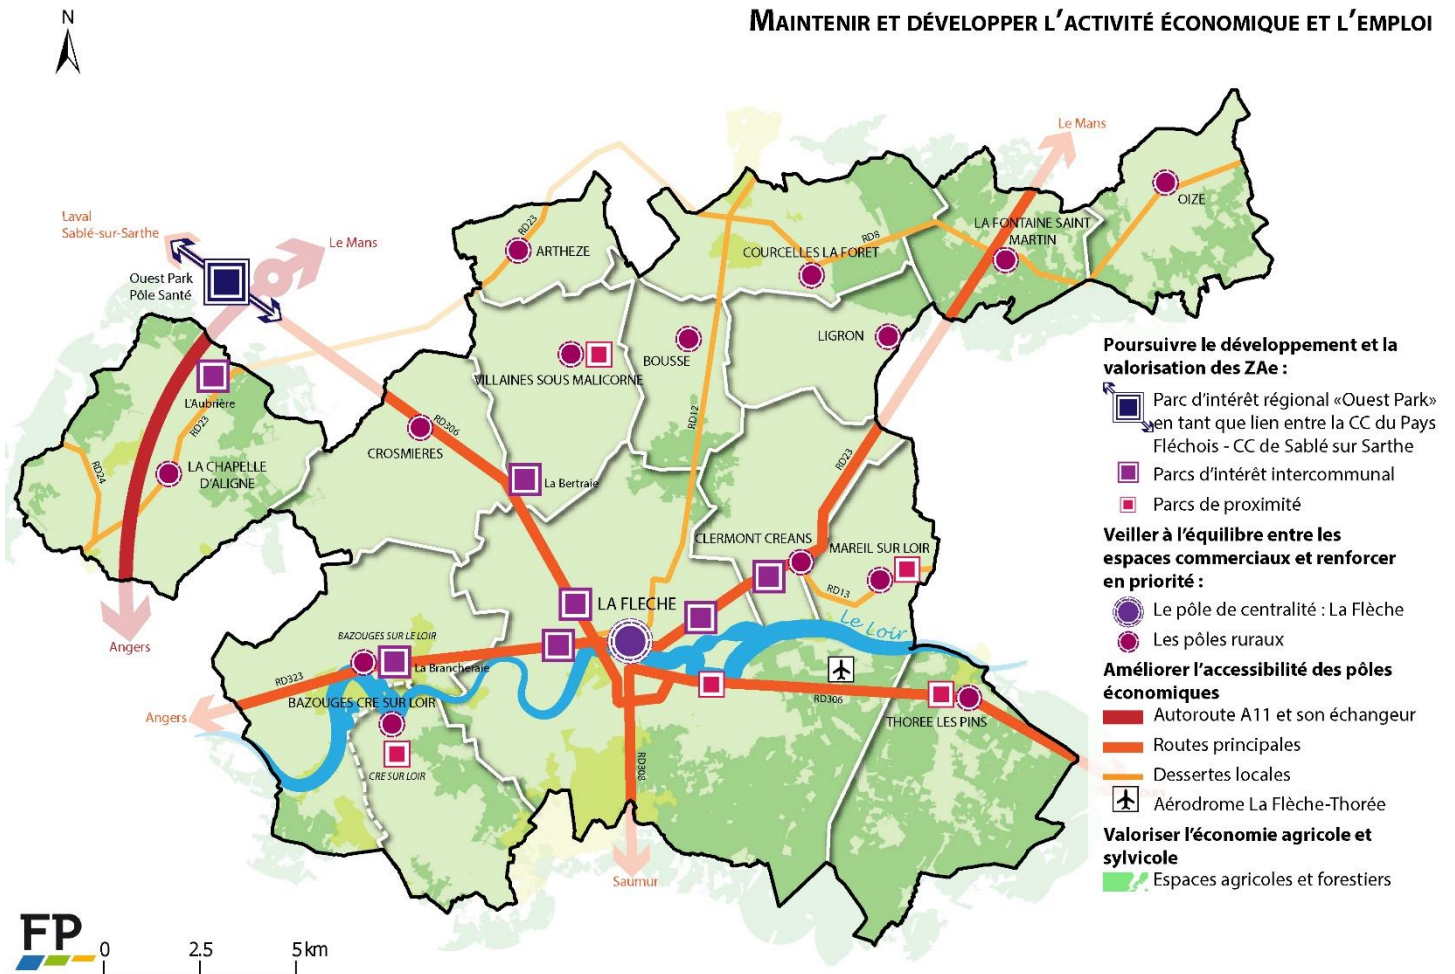 MAINTENIR ET DÉVELOPPER L'ACTIVITÉ ÉCONOMIQUE ET L'EMPLOI
N
Le Mans
Laval
Sablé-sur-Sarthe
Le Mans
Ouest Park
Pôle Santé
RD23
ARTHEZE
COURCELLES LA FORET
RD8
LA FONTAINE SAINT
MARTIN
OIZE
LIGRON
BOUSSE
VILLAINES SOUS MALICORNE
L'Aubrière
RD23
RD24
LA CHAPELLE
D'ALIGNE
RD306
CROSMIERES
RD12
RD23
La Bertraie
CLERMONT CREANS
MAREIL SUR LOIR
RD13
LA FLECHE
Le Loir
Angers
BAZOUGES SUR LE LOIR
La Brancheraie
RD323
BAZOUGES CRE SUR LOIR
Angers
CRE SUR LOIR
RD306
THOREE LES PINS
RD308
Saumur
Poursuivre le développement et la
valorisation des ZAe :
Parc d'intérêt régional «Ouest Park»
en tant que lien entre la CC du Pays
Fléchois - CC de Sablé sur Sarthe
Parcs d'intérêt intercommunal
Parcs de proximité
Veiller à l'équilibre entre les
espaces commerciaux et renforcer
en priorité :
Le pôle de centralité : La Flèche
Les pôles ruraux
Améliorer l'accessibilité des pôles
économiques
Autoroute A11 et son échangeur
Routes principales
Dessertes locales
Aérodrome La Flèche-Thorée
Valoriser l'économie agricole et
sylvicole
Espaces agricoles et forestiers
FP
0 2.5 5 km